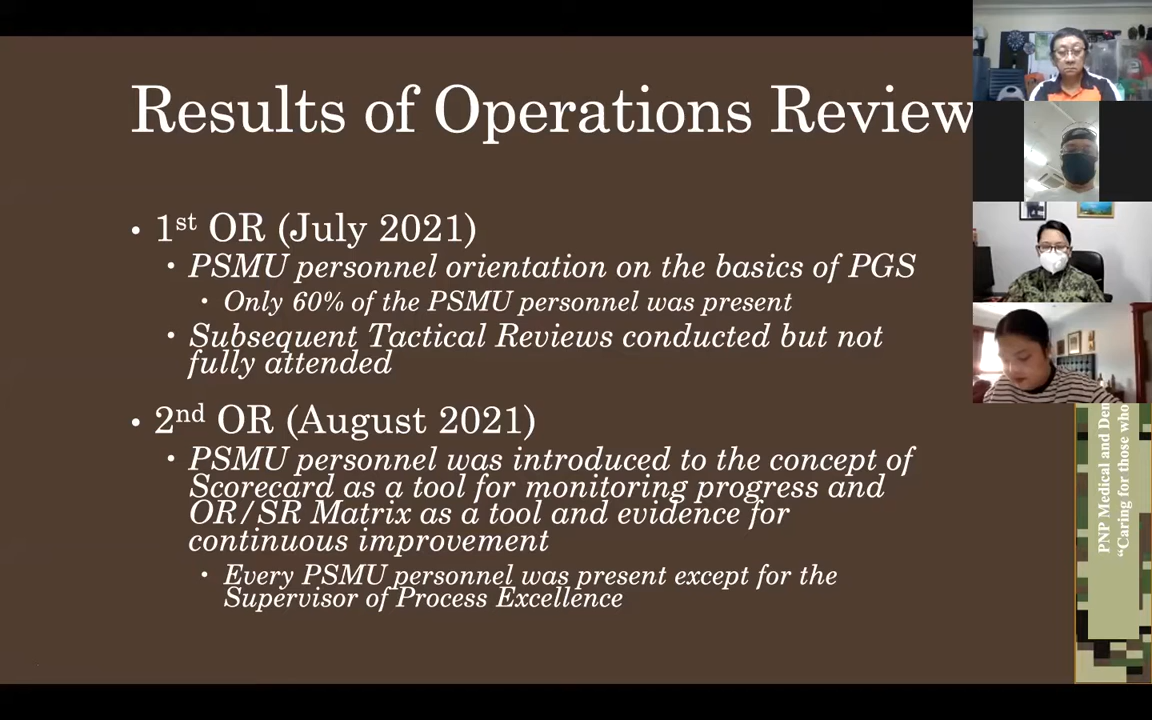 Results of Operations Review
• 1st OR (July 2021)
• PSMU personnel orientation on the basics of PGS
• Only 60% of the PSMU personnel was present
• Subsequent Tactical Reviews conducted but not
fully attended
• 2nd OR (August 2021)
• PSMU personnel was introduced to the concept of
Scorecard as a tool for monitoring progress and
OR/SR Matrix as a tool and evidence for
continuous improvement
• Every PSMU personnel was present except for the
Supervisor of Process Excellence
PNP Medical and Den
“Caring for those who